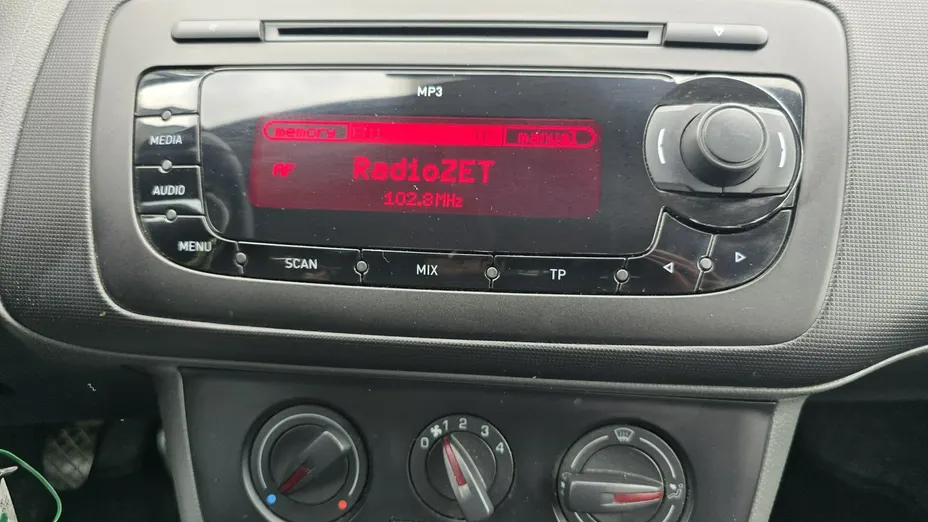 MP3
memory
manual
MEDIA
AF RadioZET
AUDIO
102.8MHz
MENU
SCAN MIX TP
0 1 2 3 4